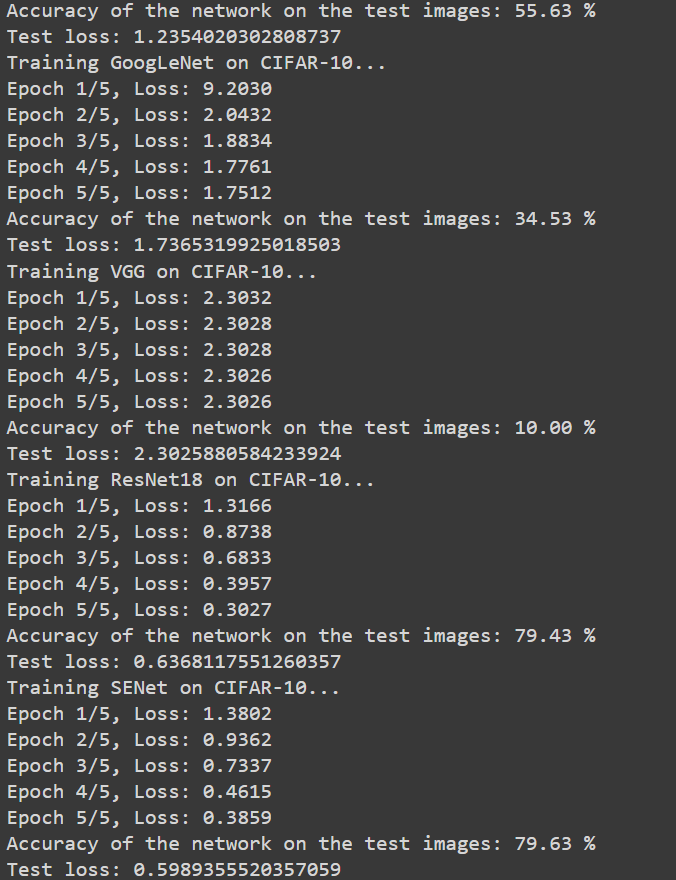 Accuracy of the network on the test images: 55.63 %
Test loss: 1.2354020302808737
Training GoogLeNet on CIFAR-10...
Epoch 1/5, Loss: 9.2030
Epoch 2/5, Loss: 2.0432
Epoch 3/5, Loss: 1.8834
Epoch 4/5, Loss: 1.7761
Epoch 5/5, Loss: 1.7512
Accuracy of the network on the test images: 34.53 %
Test loss: 1.7365319925018503
Training VGG on CIFAR-10...
Epoch 1/5, Loss: 2.3032
Epoch 2/5, Loss: 2.3028
Epoch 3/5, Loss: 2.3028
Epoch 4/5, Loss: 2.3026
Epoch 5/5, Loss: 2.3026
Accuracy of the network on the test images: 10.00 %
Test loss: 2.3025880584233924
Training ResNet18 on CIFAR-10...
Epoch 1/5, Loss: 1.3166
Epoch 2/5, Loss: 0.8738
Epoch 3/5, Loss: 0.6833
Epoch 4/5, Loss: 0.3957
Epoch 5/5, Loss: 0.3027
Accuracy of the network on the test images: 79.43 %
Test loss: 0.6368117551260357
Training SENet on CIFAR-10...
Epoch 1/5, Loss: 1.3802
Epoch 2/5, Loss: 0.9362
Epoch 3/5, Loss: 0.7337
Epoch 4/5, Loss: 0.4615
Epoch 5/5, Loss: 0.3859
Accuracy of the network on the test images: 79.63 %
Test loss: 0.5989355520357059